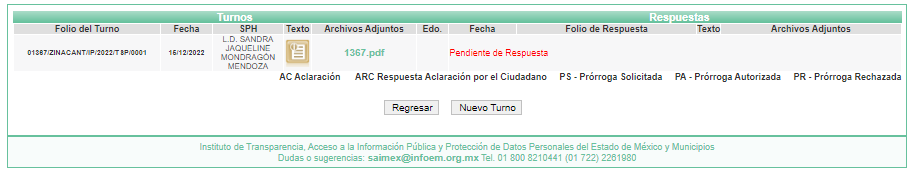 Turnos Respuestas
Folio del Turno Fecha SPH Texto Archivos Adjuntos Edo. Fecha Folio de Respuesta Texto Archivos Adjuntos
01367/ZINACANT/IP/2022/TSP/0001 15/12/2022 L.D. SANDRA JAQUELINE MONDRAGÓN MENDOZA 1367.pdf Pendiente de Respuesta
AC Aclaración ARC Respuesta Aclaración por el Ciudadano PS - Prórroga Solicitada PA - Prórroga Autorizada PR - Prórroga Rechazada
Regresar Nuevo Turno
Instituto de Transparencia, Acceso a la Información Pública y Protección de Datos Personales del Estado de México y Municipios
Dudas o sugerencias: saimex@infoem.org.mx Tel. 01 800 8210441 (01 722) 2261980